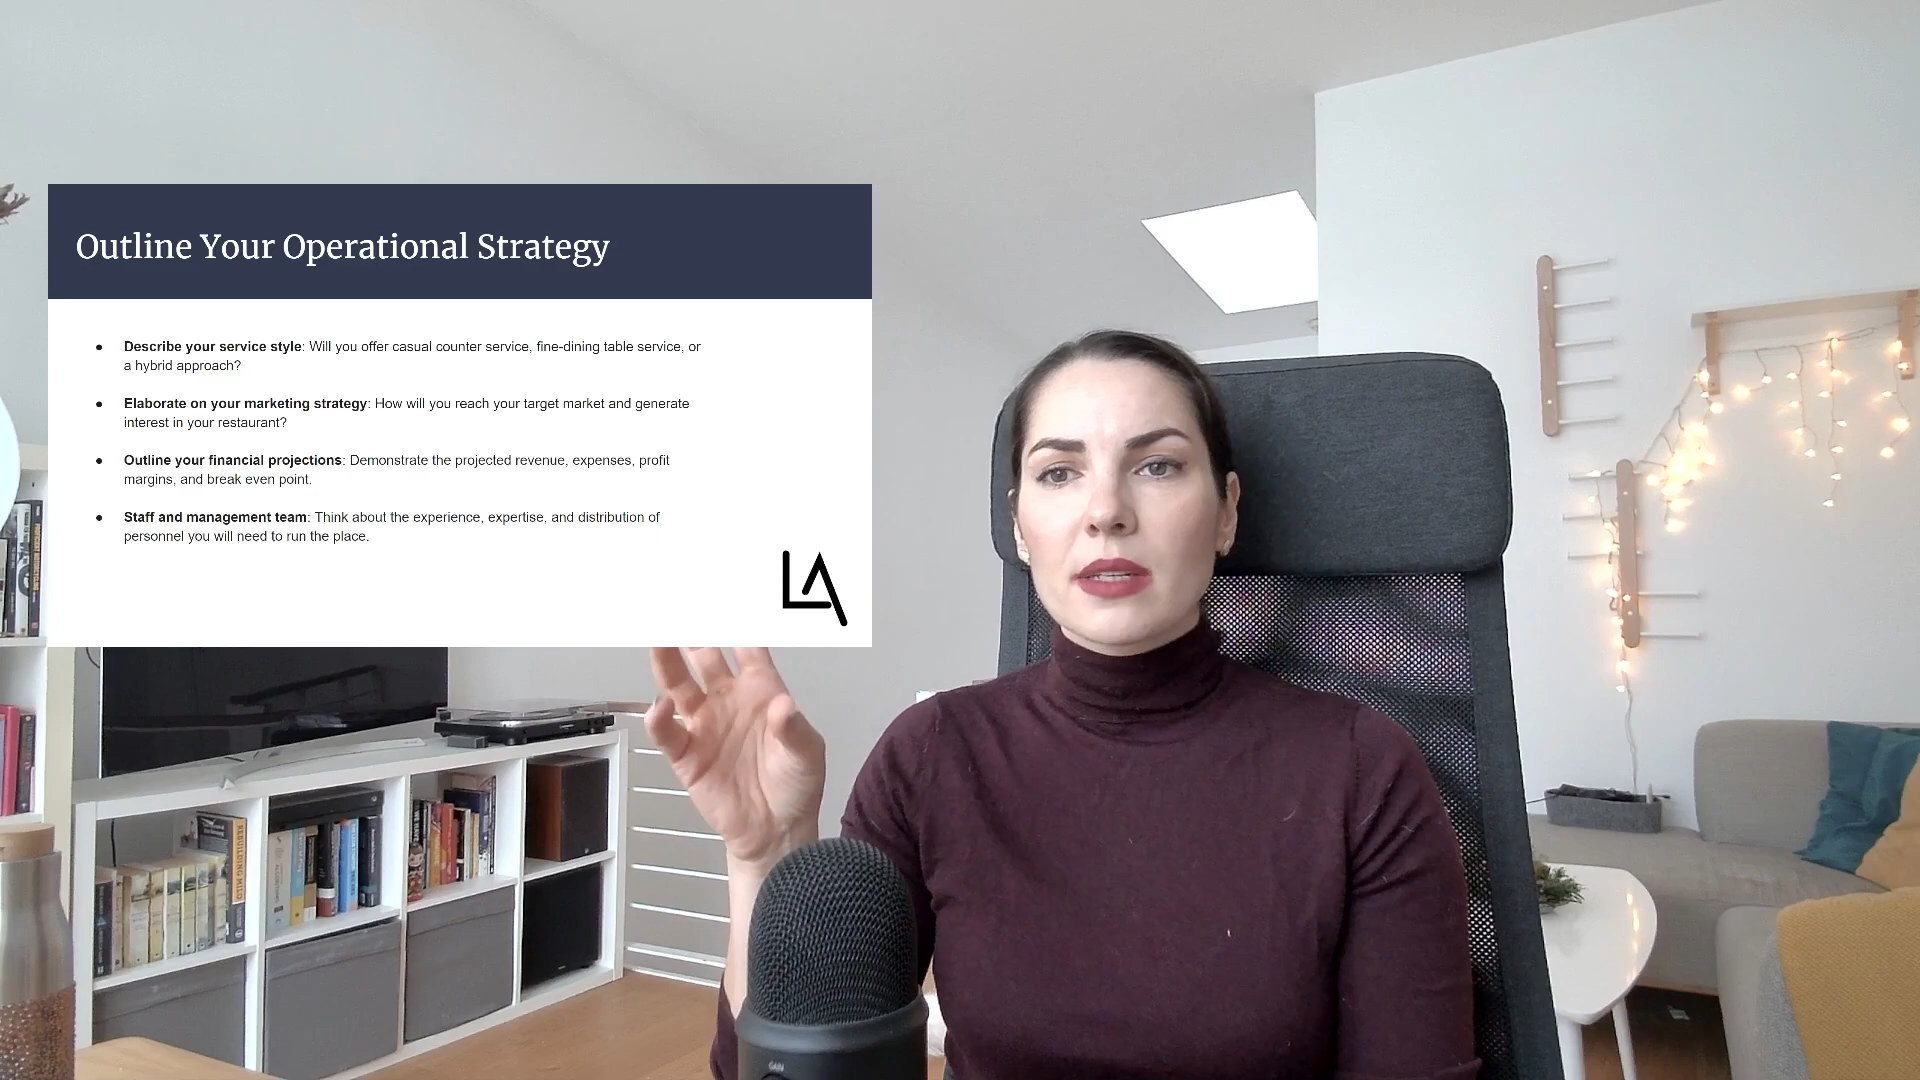 Outline Your Operational Strategy
● Describe your service style: Will you offer casual counter service, fine-dining table service, or
a hybrid approach?
● Elaborate on your marketing strategy: How will you reach your target market and generate
interest in your restaurant?
● Outline your financial projections: Demonstrate the projected revenue, expenses, profit
margins, and break even point.
● Staff and management team: Think about the experience, expertise, and distribution of
personnel you will need to run the place.
LA
REBUILDING MILO
GAIN